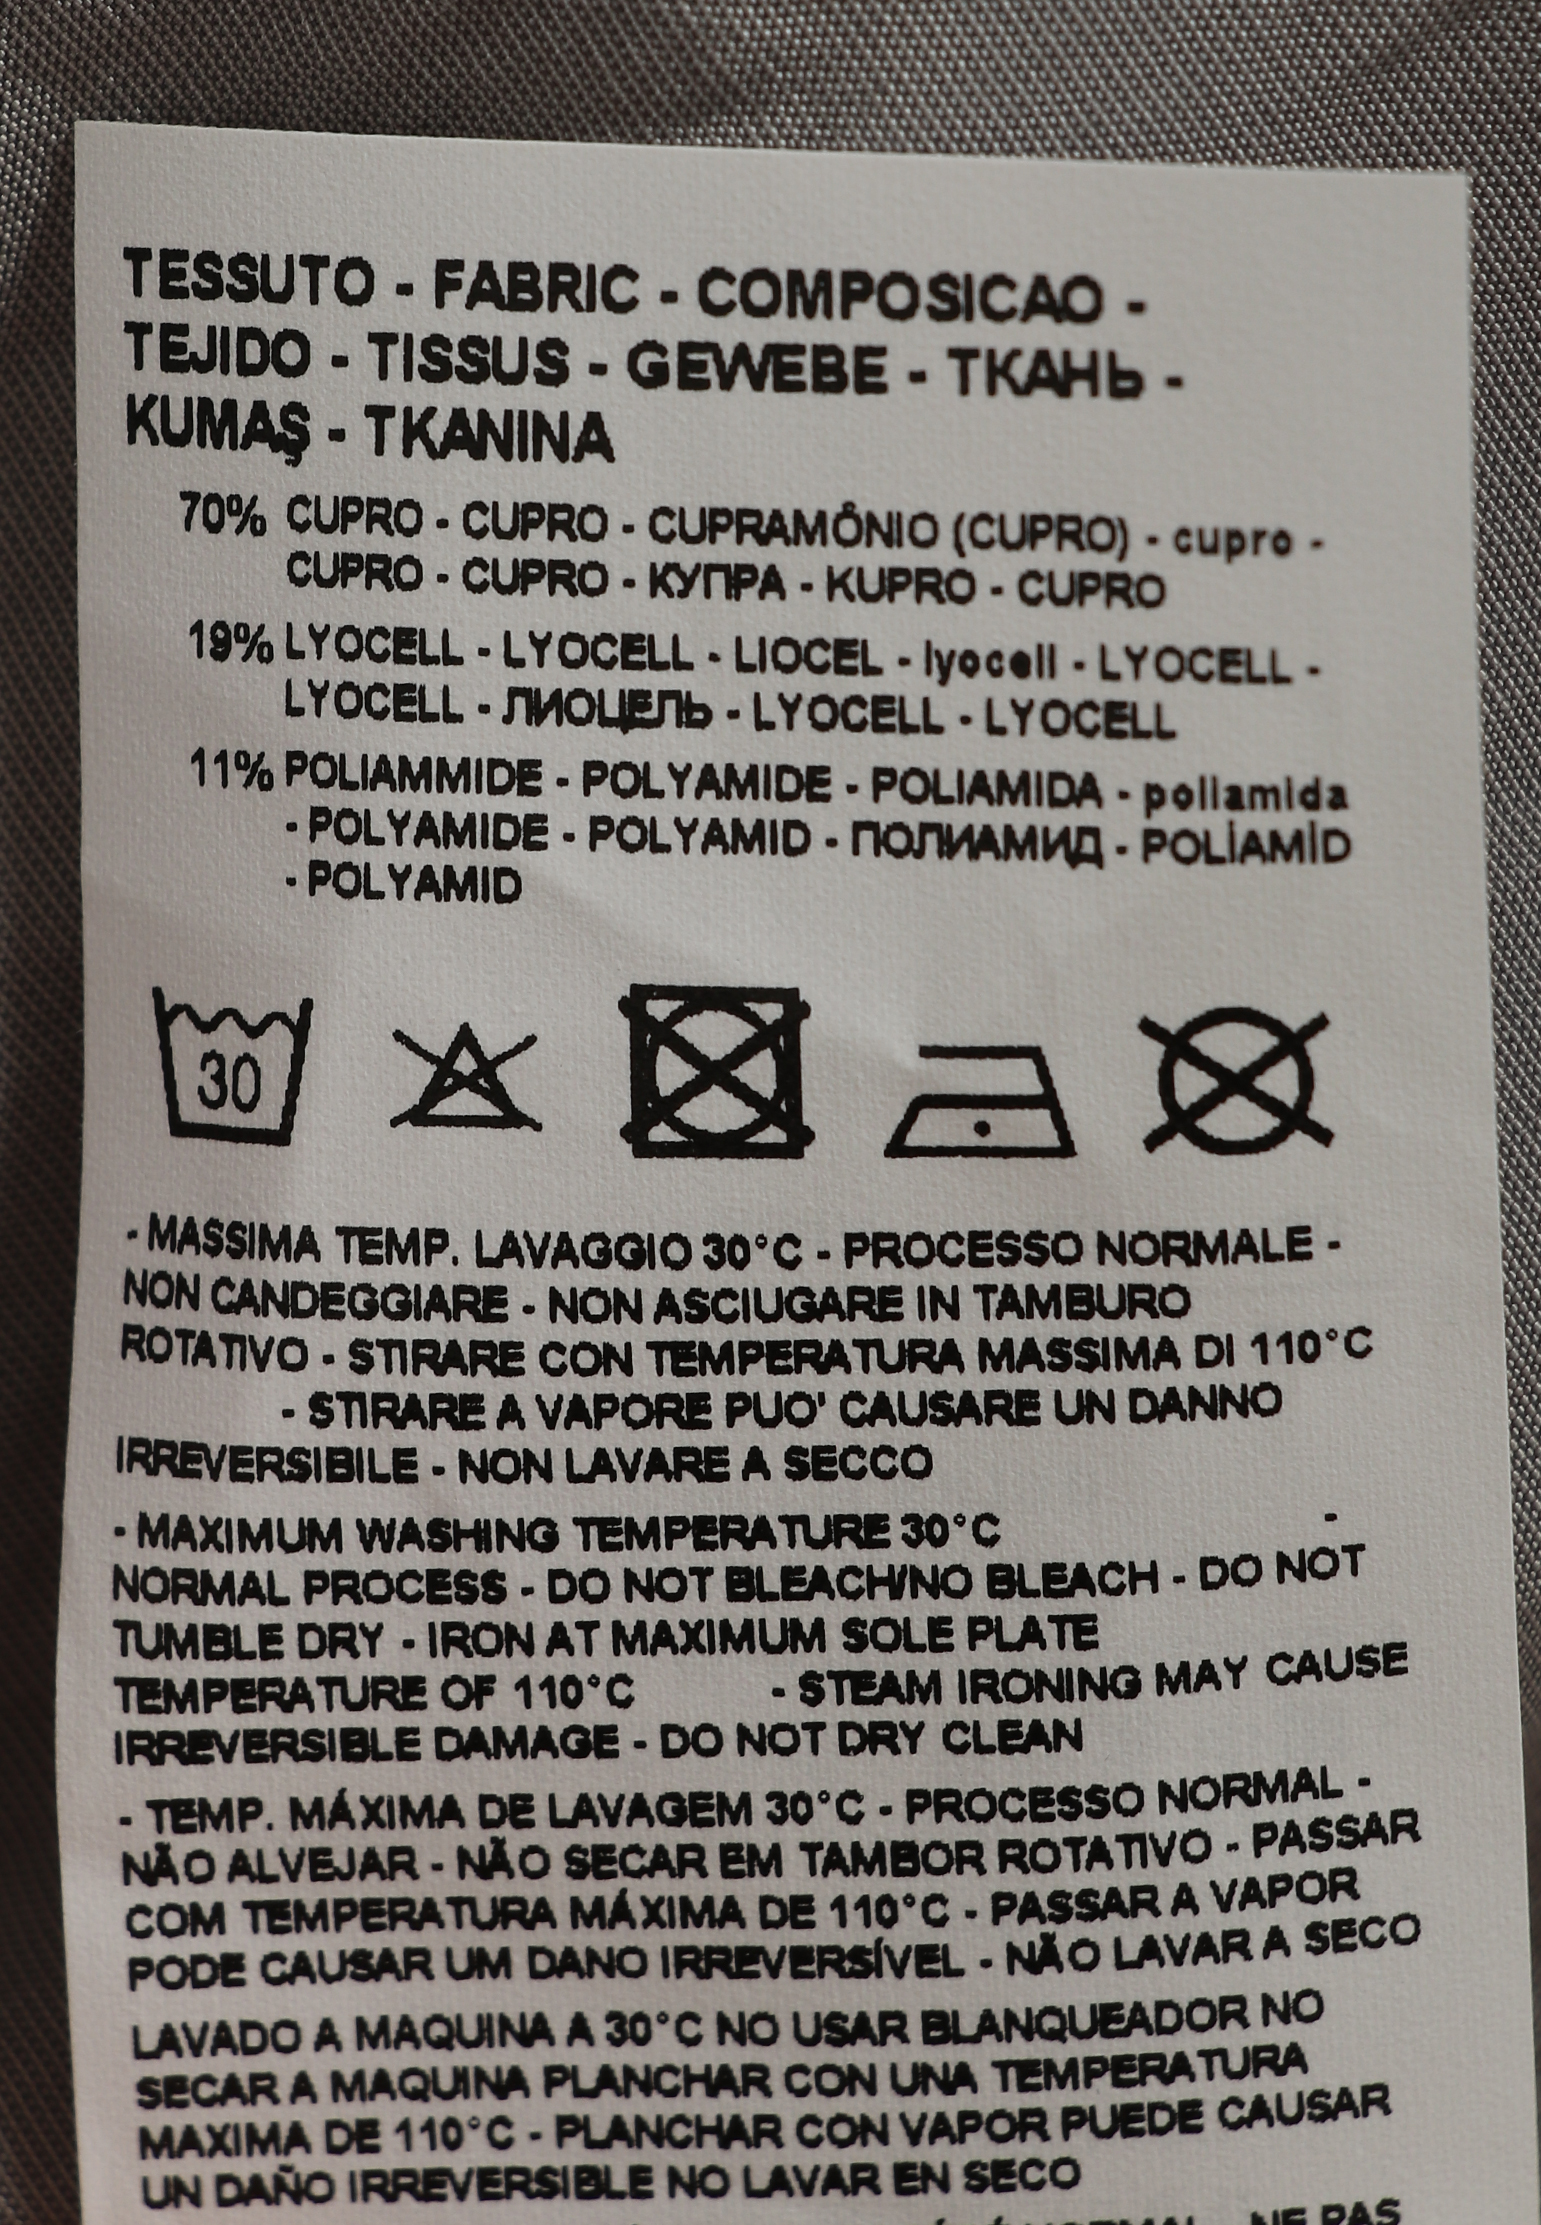 TESSUTO - FABRIC - COMPOSICAO -
TEJIDO - TISSUS - GEWEBE - ТКАНЬ -
KUMAŞ - TKANINA
70% CUPRO - CUPRO - CUPRAMÔNIO (CUPRO) - cupro -
CUPRO - CUPRO - КУПРА - KUPRO - CUPRO
19% LYOCELL - LYOCELL - LIOCEL - lyocell - LYOCELL -
LYOCELL - ЛИОЦЕЛЬ - LYOCELL - LYOCELL
11% POLIAMMIDE - POLYAMIDE - POLIAMIDA - poliamida
- POLYAMIDE - POLYAMID - ПОЛИАМИД - POLİAMİD
- POLYAMID
30
- MASSIMA TEMP. LAVAGGIO 30°C - PROCESSO NORMALE -
NON CANDEGGIARE - NON ASCIUGARE IN TAMBURO
ROTATIVO - STIRARE CON TEMPERATURA MASSIMA DI 110°C
- STIRARE A VAPORE PUO' CAUSARE UN DANNO
IRREVERSIBILE - NON LAVARE A SECCO
- MAXIMUM WASHING TEMPERATURE 30°C -
NORMAL PROCESS - DO NOT BLEACH/NO BLEACH - DO NOT
TUMBLE DRY - IRON AT MAXIMUM SOLE PLATE
TEMPERATURE OF 110°C - STEAM IRONING MAY CAUSE
IRREVERSIBLE DAMAGE - DO NOT DRY CLEAN
- TEMP. MÁXIMA DE LAVAGEM 30°C - PROCESSO NORMAL -
NÃO ALVEJAR - NÃO SECAR EM TAMBOR ROTATIVO - PASSAR
COM TEMPERATURA MÁXIMA DE 110°C - PASSAR A VAPOR
PODE CAUSAR UM DANO IRREVERSÍVEL - NÃO LAVAR A SECO
LAVADO A MAQUINA A 30°C NO USAR BLANQUEADOR NO
SECAR A MAQUINA PLANCHAR CON UNA TEMPERATURA
MAXIMA DE 110°C - PLANCHAR CON VAPOR PUEDE CAUSAR
UN DAÑO IRREVERSIBLE NO LAVAR EN SECO
NE PAS